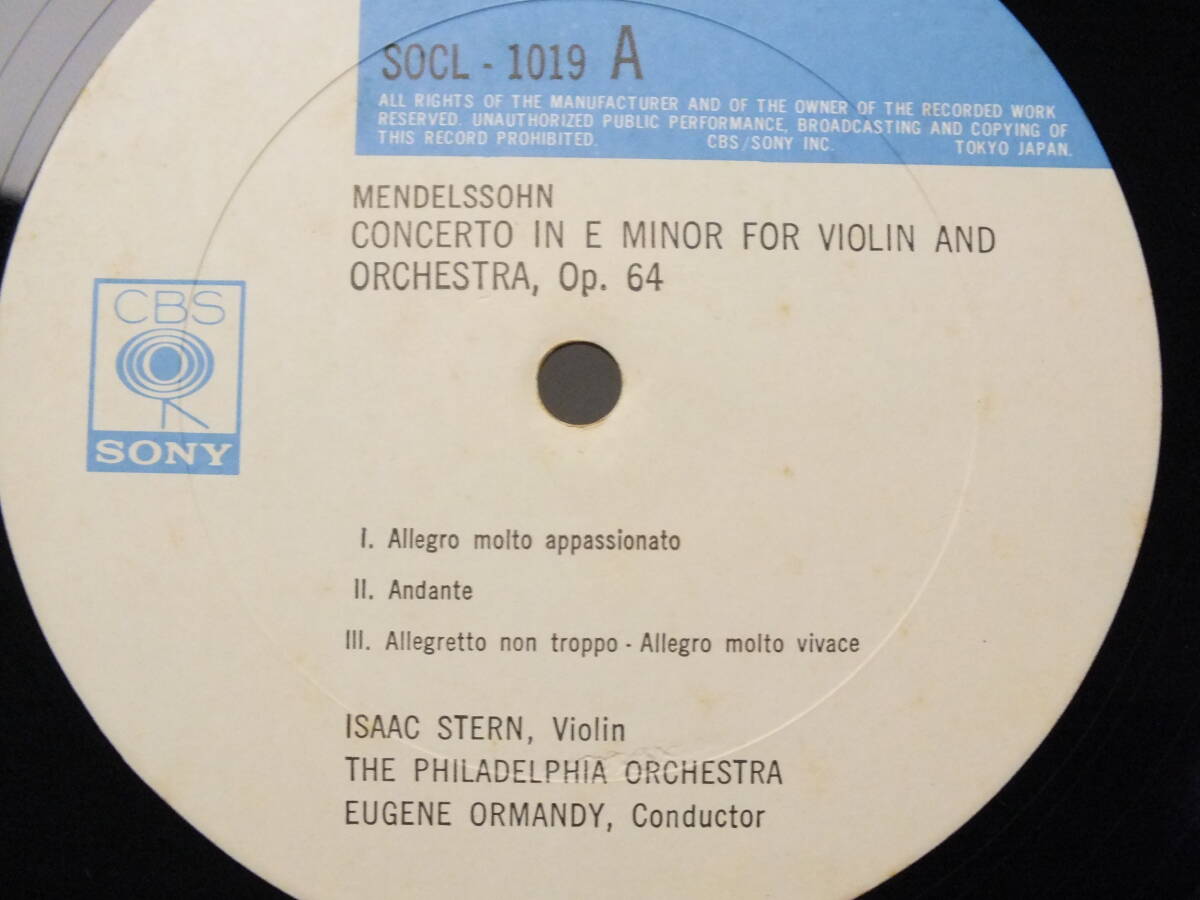 SOCL - 1019 A
ALL RIGHTS OF THE MANUFACTURER AND OF THE OWNER OF THE RECORDED WORK
RESERVED. UNAUTHORIZED PUBLIC PERFORMANCE, BROADCASTING AND COPYING OF
THIS RECORD PROHIBITED. CBS/SONY INC. TOKYO JAPAN.
MENDELSSOHN
CONCERTO IN E MINOR FOR VIOLIN AND
ORCHESTRA, Op. 64
CBS
SONY
I. Allegro molto appassionato
II. Andante
III. Allegretto non troppo - Allegro molto vivace
ISAAC STERN, Violin
THE PHILADELPHIA ORCHESTRA
EUGENE ORMANDY, Conductor